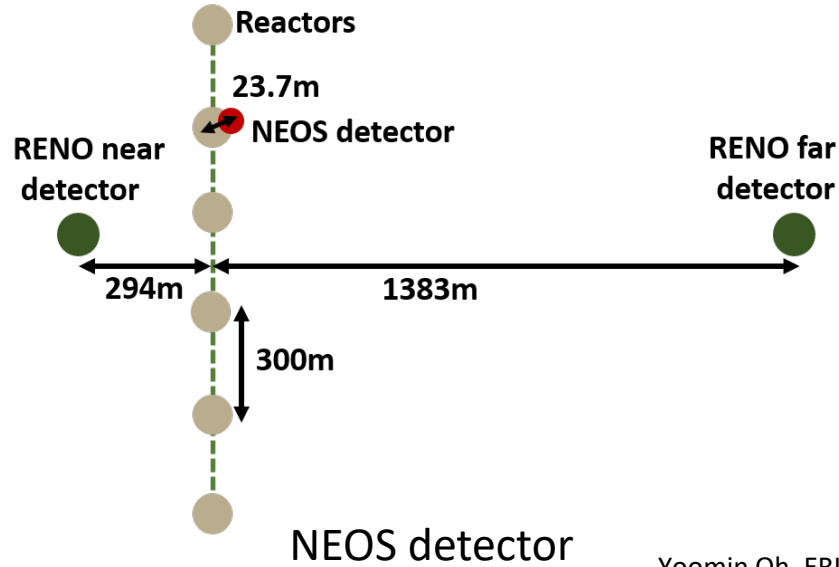 Reactors
23.7m
NEOS detector
RENO near
detector
RENO far
detector
294m
1383m
300m
NEOS detector
Yoomin Oh